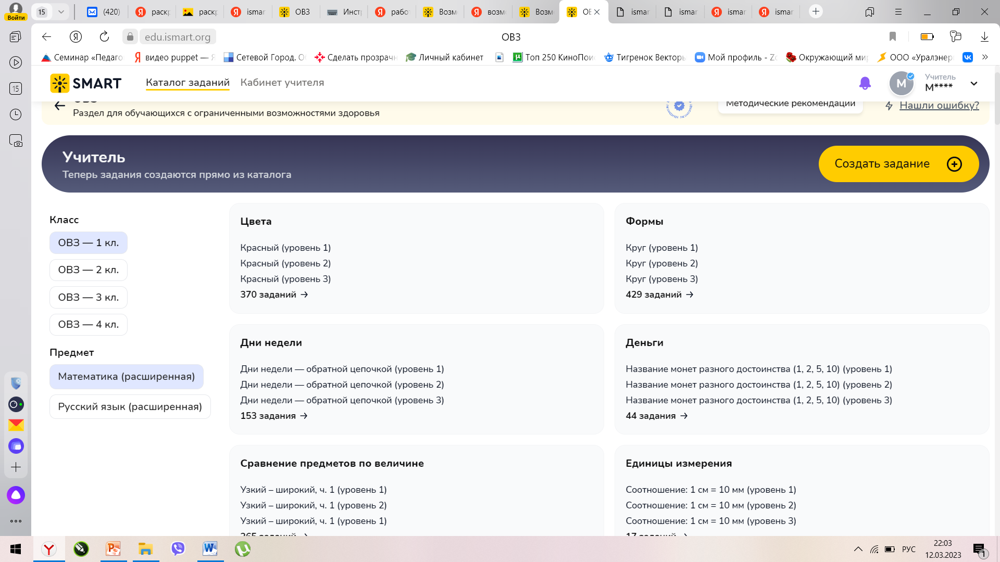 Войти
15
(420)
раск
раск
ismar
ОВЗ
Инст
рабо
Возм
возм
Возм
ismar
ismar
ismar
ismar
edu.ismart.org
ОВЗ
Семинар «Педаго
видео puppet —
Сетевой Город. О
Сделать прозрачн
Личный кабинет
Топ 250 КиноПои
Тигренок Векторы
Мой профиль - Zo
Окружающий мир
ООО «Уралэнер
15
SMART
Каталог заданий
Кабинет учителя
М
Учитель
М****
Раздел для обучающихся с ограниченными возможностями здоровья
Методические рекомендации
Нашли ошибку?
Учитель
Теперь задания создаются прямо из каталога
Создать задание
Класс
ОВЗ — 1 кл.
ОВЗ — 2 кл.
ОВЗ — 3 кл.
ОВЗ — 4 кл.
Предмет
Математика (расширенная)
Русский язык (расширенная)
Цвета
Красный (уровень 1)
Красный (уровень 2)
Красный (уровень 3)
370 заданий →
Формы
Круг (уровень 1)
Круг (уровень 2)
Круг (уровень 3)
429 заданий →
Дни недели
Дни недели — обратной цепочкой (уровень 1)
Дни недели — обратной цепочкой (уровень 2)
Дни недели — обратной цепочкой (уровень 3)
153 задания →
Деньги
Название монет разного достоинства (1, 2, 5, 10) (уровень 1)
Название монет разного достоинства (1, 2, 5, 10) (уровень 2)
Название монет разного достоинства (1, 2, 5, 10) (уровень 3)
44 задания →
Сравнение предметов по величине
Узкий – широкий, ч. 1 (уровень 1)
Узкий – широкий, ч. 1 (уровень 2)
Узкий – широкий, ч. 1 (уровень 1)
Единицы измерения
Соотношение: 1 см = 10 мм (уровень 1)
Соотношение: 1 см = 10 мм (уровень 2)
Соотношение: 1 см = 10 мм (уровень 3)
17 заданий
РУС
22:03
12.03.2023
1